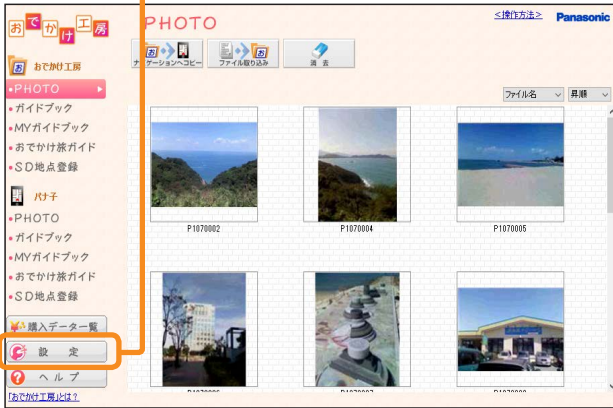 おでかけ工房
PHOTO
<操作方法>
Panasonic
おでかけ工房
PHOTO
ガイドブック
MYガイドブック
おでかけ旅ガイド
SD地点登録
パナ子
PHOTO
ガイドブック
MYガイドブック
おでかけ旅ガイド
SD地点登録
購入データ一覧
設 定
ヘルプ
「おでかけ工房」とは?
ナビゲーションへコピー
ファイル取り込み
消 去
ファイル名
昇順
P1070002
P1070004
P1070005